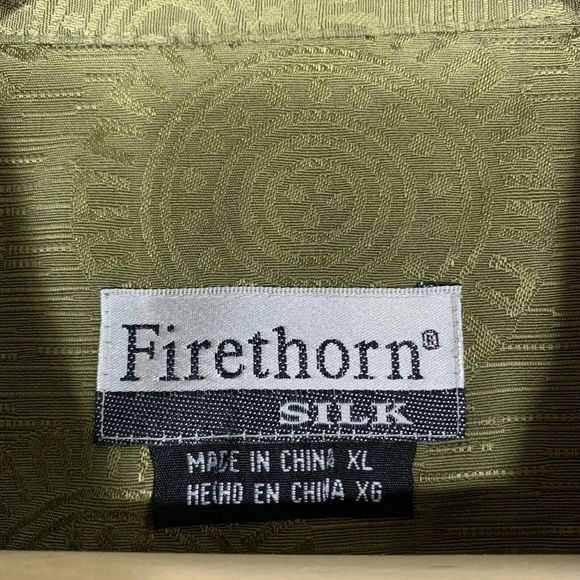 Firethorn®
SILK
MADE IN CHINA XL
HECHO EN CHINA XG